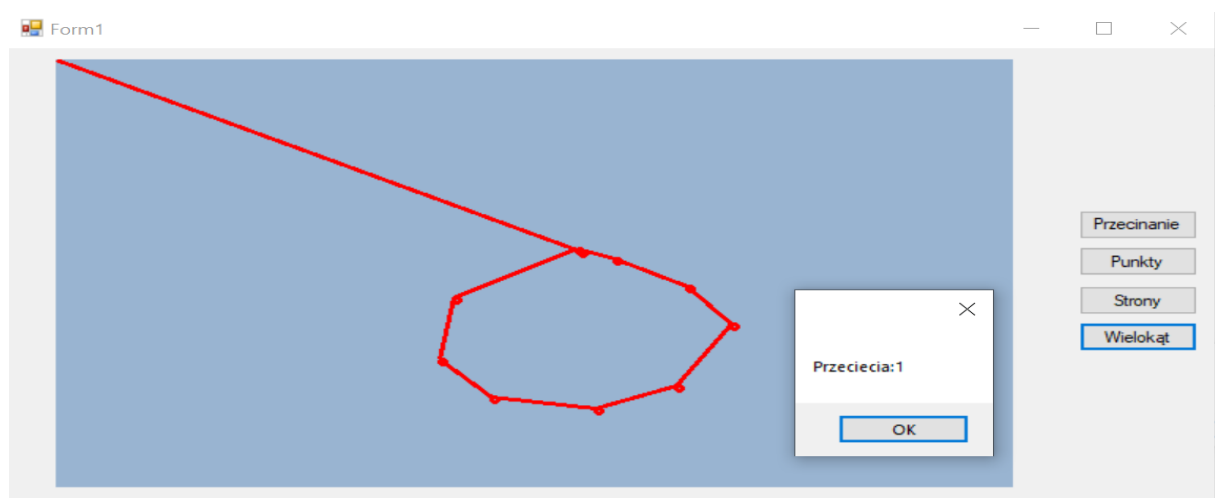 Form1
Przecinanie
Punkty
Strony
Wielokąt
Przeciecia:1
OK